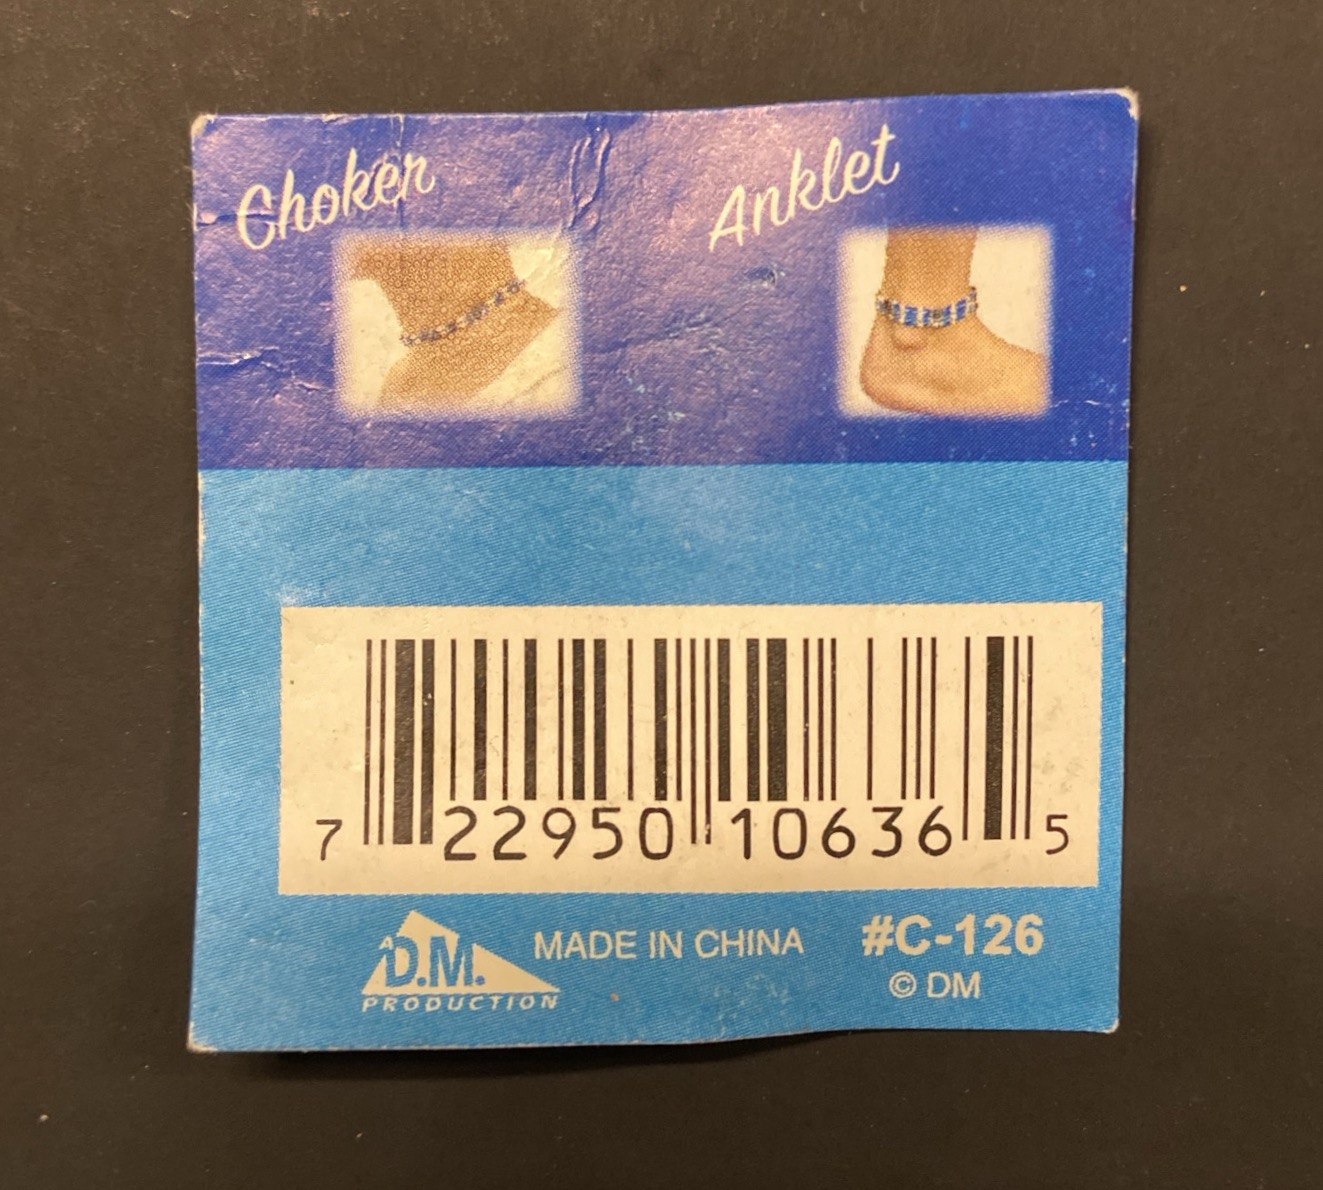 Choker
Anklet
7 22950 10636 5
A D.M.
PRODUCTION
MADE IN CHINA
#C-126
© DM